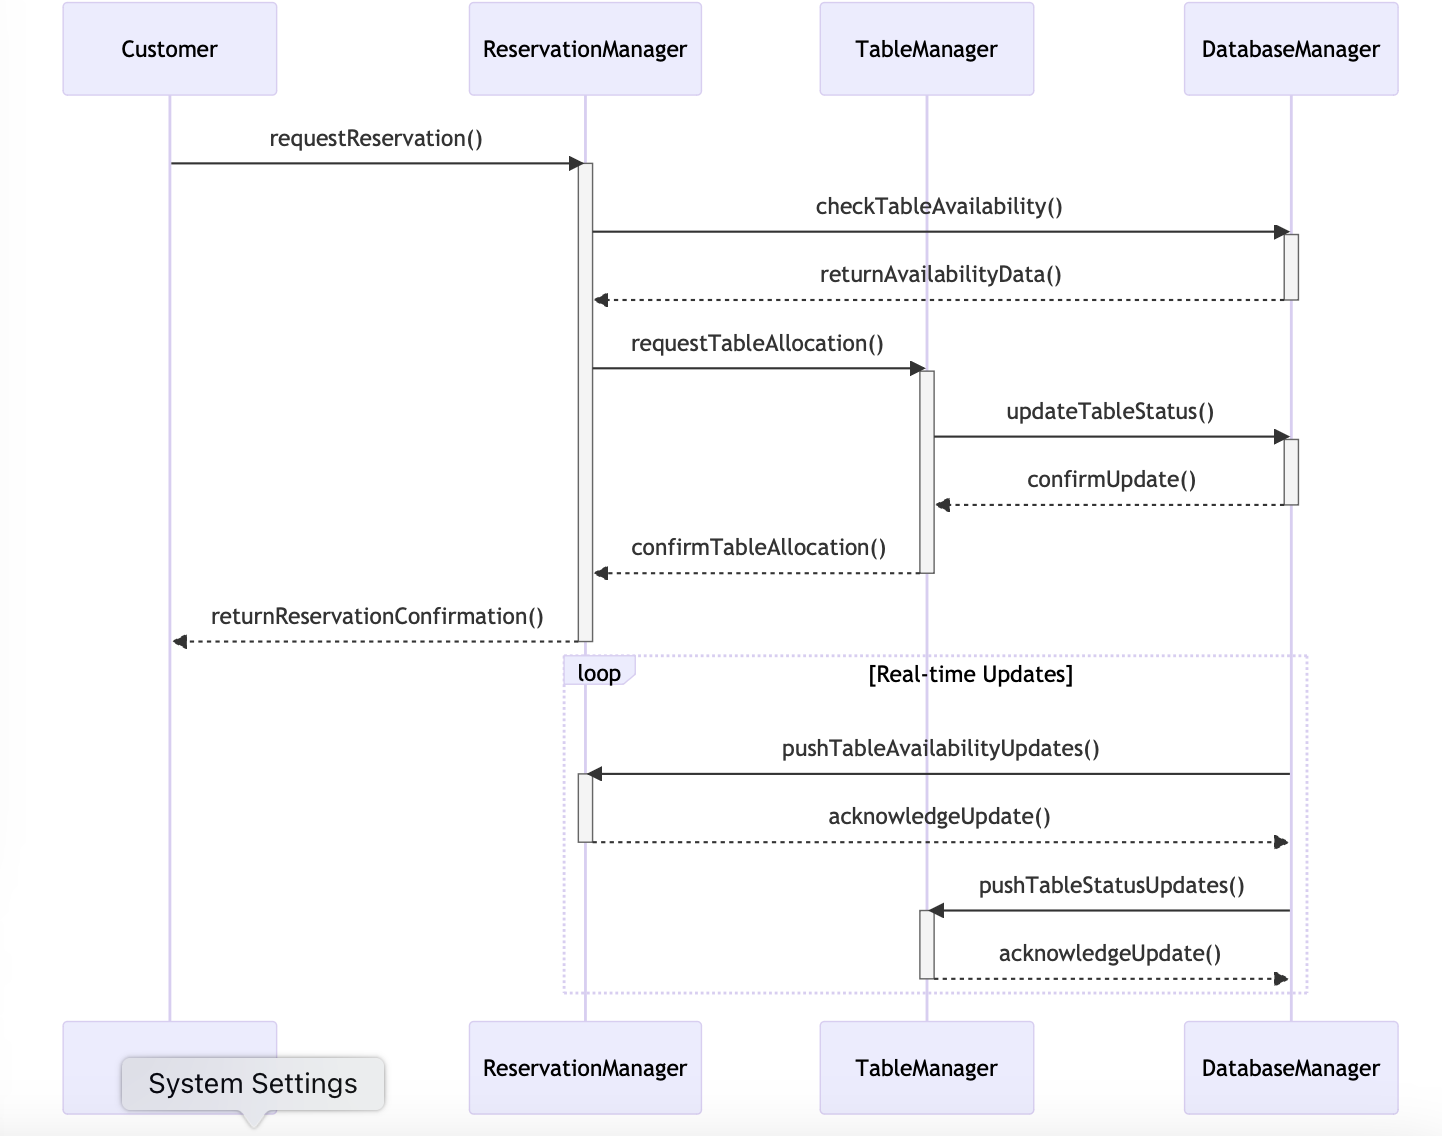 Customer
ReservationManager
TableManager
DatabaseManager
requestReservation()
checkTableAvailability()
returnAvailabilityData()
requestTableAllocation()
updateTableStatus()
confirmUpdate()
confirmTableAllocation()
returnReservationConfirmation()
loop
[Real-time Updates]
pushTableAvailabilityUpdates()
acknowledgeUpdate()
pushTableStatusUpdates()
acknowledgeUpdate()
ReservationManager
TableManager
DatabaseManager
System Settings